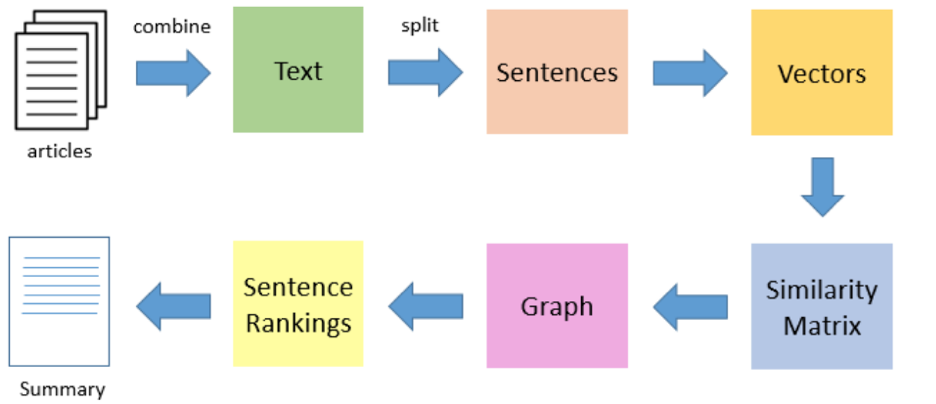 combine
split
Text
Sentences
Vectors
articles
Similarity
Matrix
Graph
Sentence
Rankings
Summary